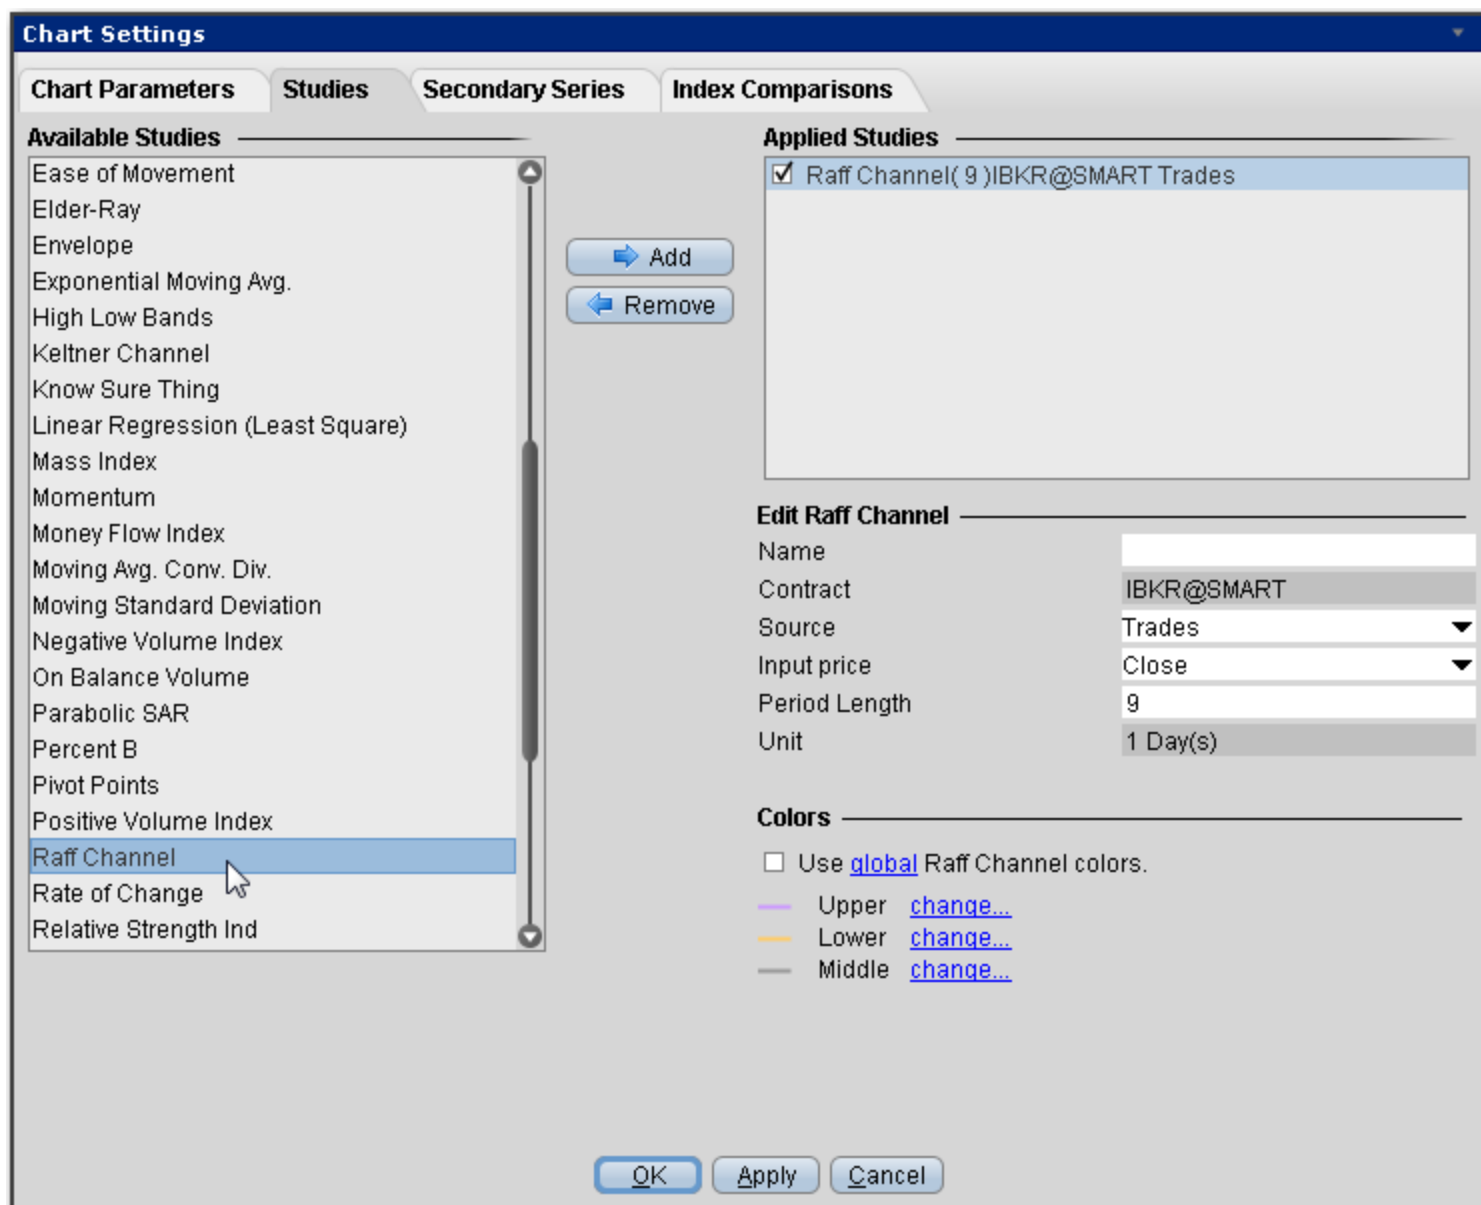 Chart Settings
Chart Parameters
Studies
Secondary Series
Index Comparisons
Available Studies
Ease of Movement
Elder-Ray
Envelope
Exponential Moving Avg.
High Low Bands
Keltner Channel
Know Sure Thing
Linear Regression (Least Square)
Mass Index
Momentum
Money Flow Index
Moving Avg. Conv. Div.
Moving Standard Deviation
Negative Volume Index
On Balance Volume
Parabolic SAR
Percent B
Pivot Points
Positive Volume Index
Raff Channel
Rate of Change
Relative Strength Ind
Add
Remove
Applied Studies
Raff Channel( 9 )IBKR@SMART Trades
Edit Raff Channel
Name
Contract IBKR@SMART
Source Trades
Input price Close
Period Length 9
Unit 1 Day(s)
Colors
Use global Raff Channel colors.
Upper change...
Lower change...
Middle change...
OK
Apply
Cancel